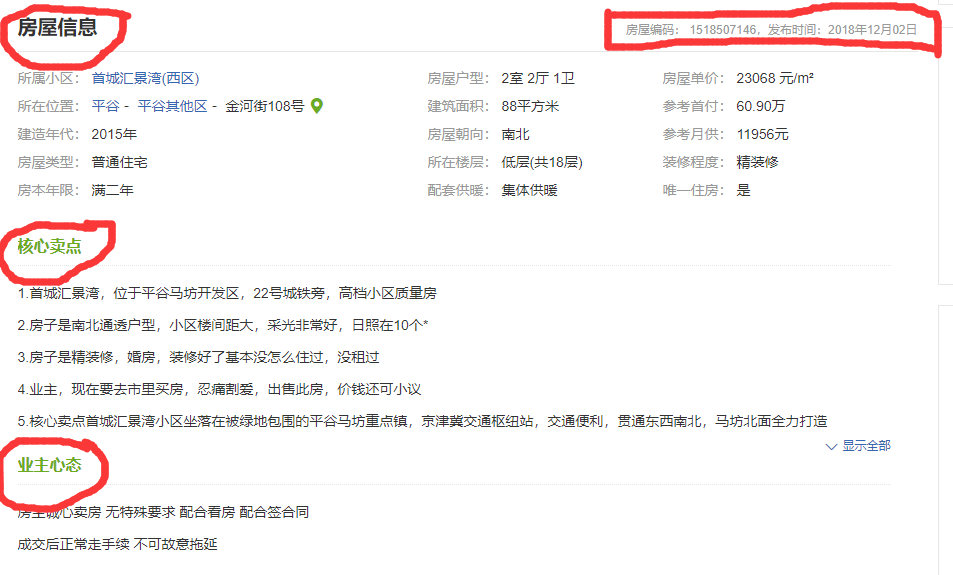 房屋信息
房屋编码： 1518507146，发布时间：2018年12月02日
所属小区： 首城汇景湾(西区) 房屋户型： 2室 2厅 1卫 房屋单价： 23068 元/m²
所在位置： 平谷 - 平谷其他区 - 金河街108号 建筑面积： 88平方米 参考首付： 60.90万
建造年代： 2015年 房屋朝向： 南北 参考月供： 11956元
房屋类型： 普通住宅 所在楼层： 低层(共18层) 装修程度： 精装修
房本年限： 满二年 配套供暖： 集体供暖 唯一住房： 是
核心卖点
1.首城汇景湾，位于平谷马坊开发区，22号城铁旁，高档小区质量房
2.房子是南北通透户型，小区楼间距大，采光非常好，日照在10个*
3.房子是精装修，婚房，装修好了基本没怎么住过，没租过
4.业主，现在要去市里买房，忍痛割爱，出售此房，价钱还可小议
5.核心卖点首城汇景湾小区坐落在被绿地包围的平谷马坊重点镇，京津冀交通枢纽站，交通便利，贯通东西南北，马坊北面全力打造
显示全部
业主心态
房主诚心卖房 无特殊要求 配合看房 配合签合同
成交后正常走手续 不可故意拖延